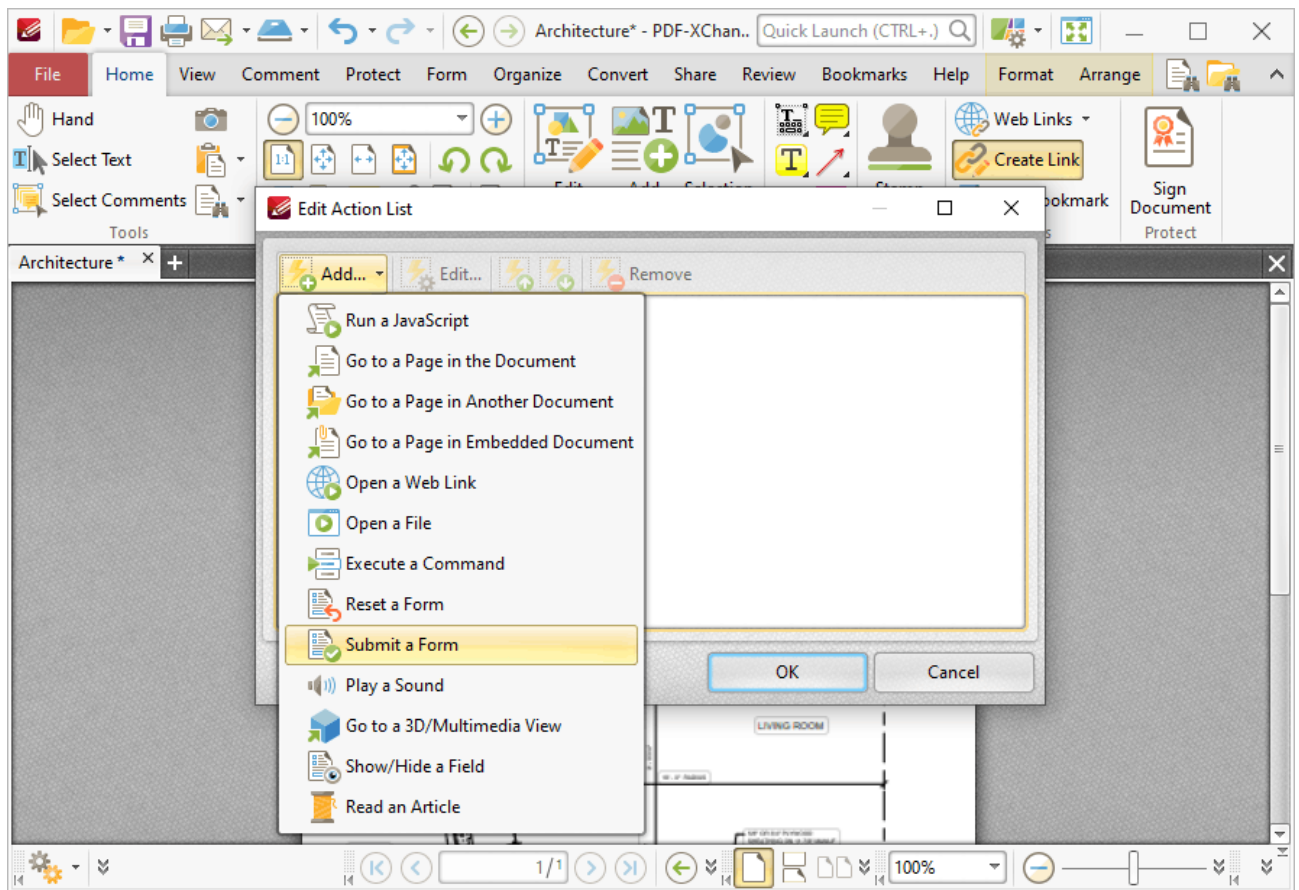 Architecture* - PDF-XChan..
Quick Launch (CTRL+.)
File Home View Comment Protect Form Organize Convert Share Review Bookmarks Help Format Arrange
Hand
100%
Web Links
Select Text
1:1
Create Link
Select Comments
Sign
Document
Tools
Protect
Edit Action List
Architecture *
Add... Edit... Remove
Run a JavaScript
Go to a Page in the Document
Go to a Page in Another Document
Go to a Page in Embedded Document
Open a Web Link
Open a File
Execute a Command
Reset a Form
Submit a Form
OK Cancel
Play a Sound
Go to a 3D/Multimedia View
LIVING ROOM
Show/Hide a Field
Read an Article
1/1
100%